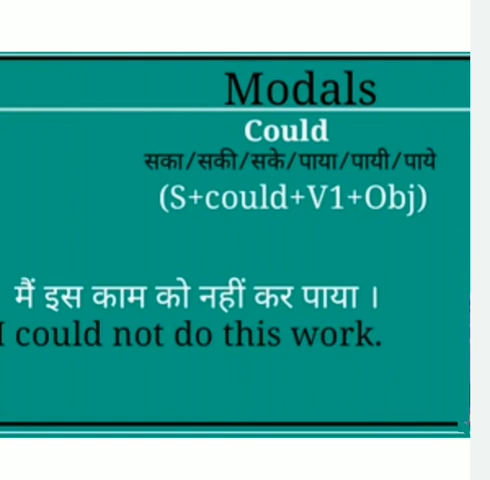 Modals
Could
सका/सकी/सके/पाया/पायी/पाये
(S+could+V1+Obj)
मैं इस काम को नहीं कर पाया ।
I could not do this work.